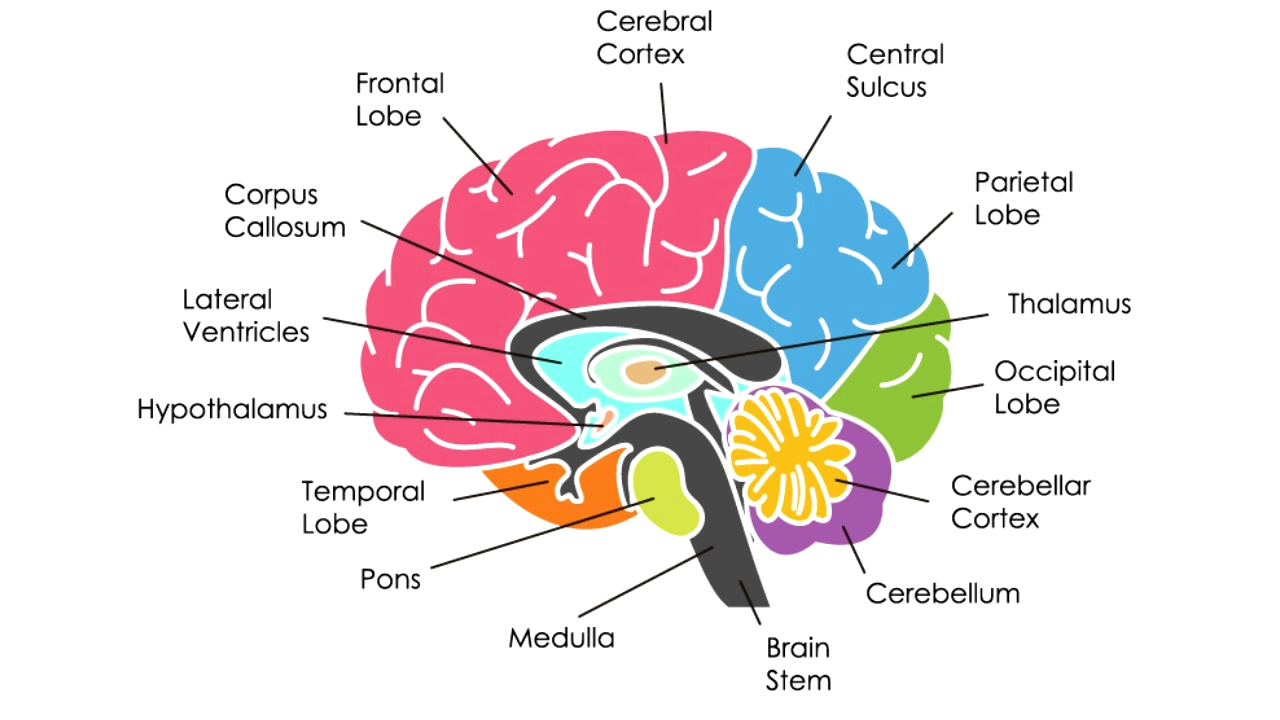 Cerebral
Cortex
Central
Sulcus
Frontal
Lobe
Parietal
Lobe
Corpus
Callosum
Lateral
Ventricles
Thalamus
Occipital
Lobe
Hypothalamus
Temporal
Lobe
Cerebellar
Cortex
Pons
Cerebellum
Medulla
Brain
Stem